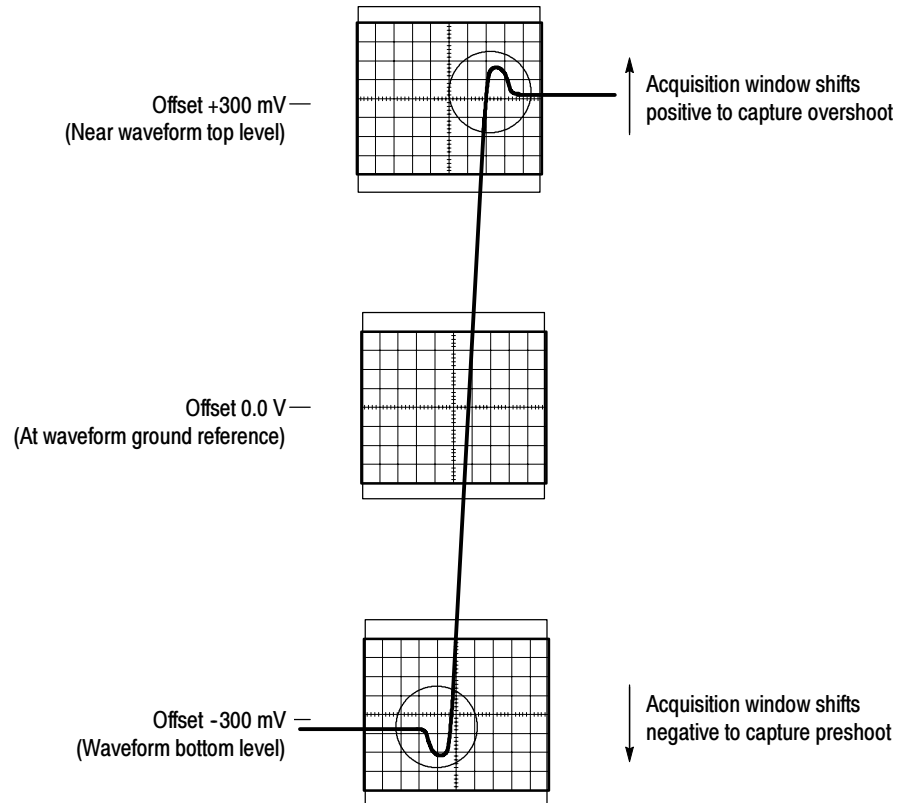 Offset +300 mV
(Near waveform top level)
Acquisition window shifts
positive to capture overshoot
Offset 0.0 V
(At waveform ground reference)
Offset -300 mV
(Waveform bottom level)
Acquisition window shifts
negative to capture preshoot